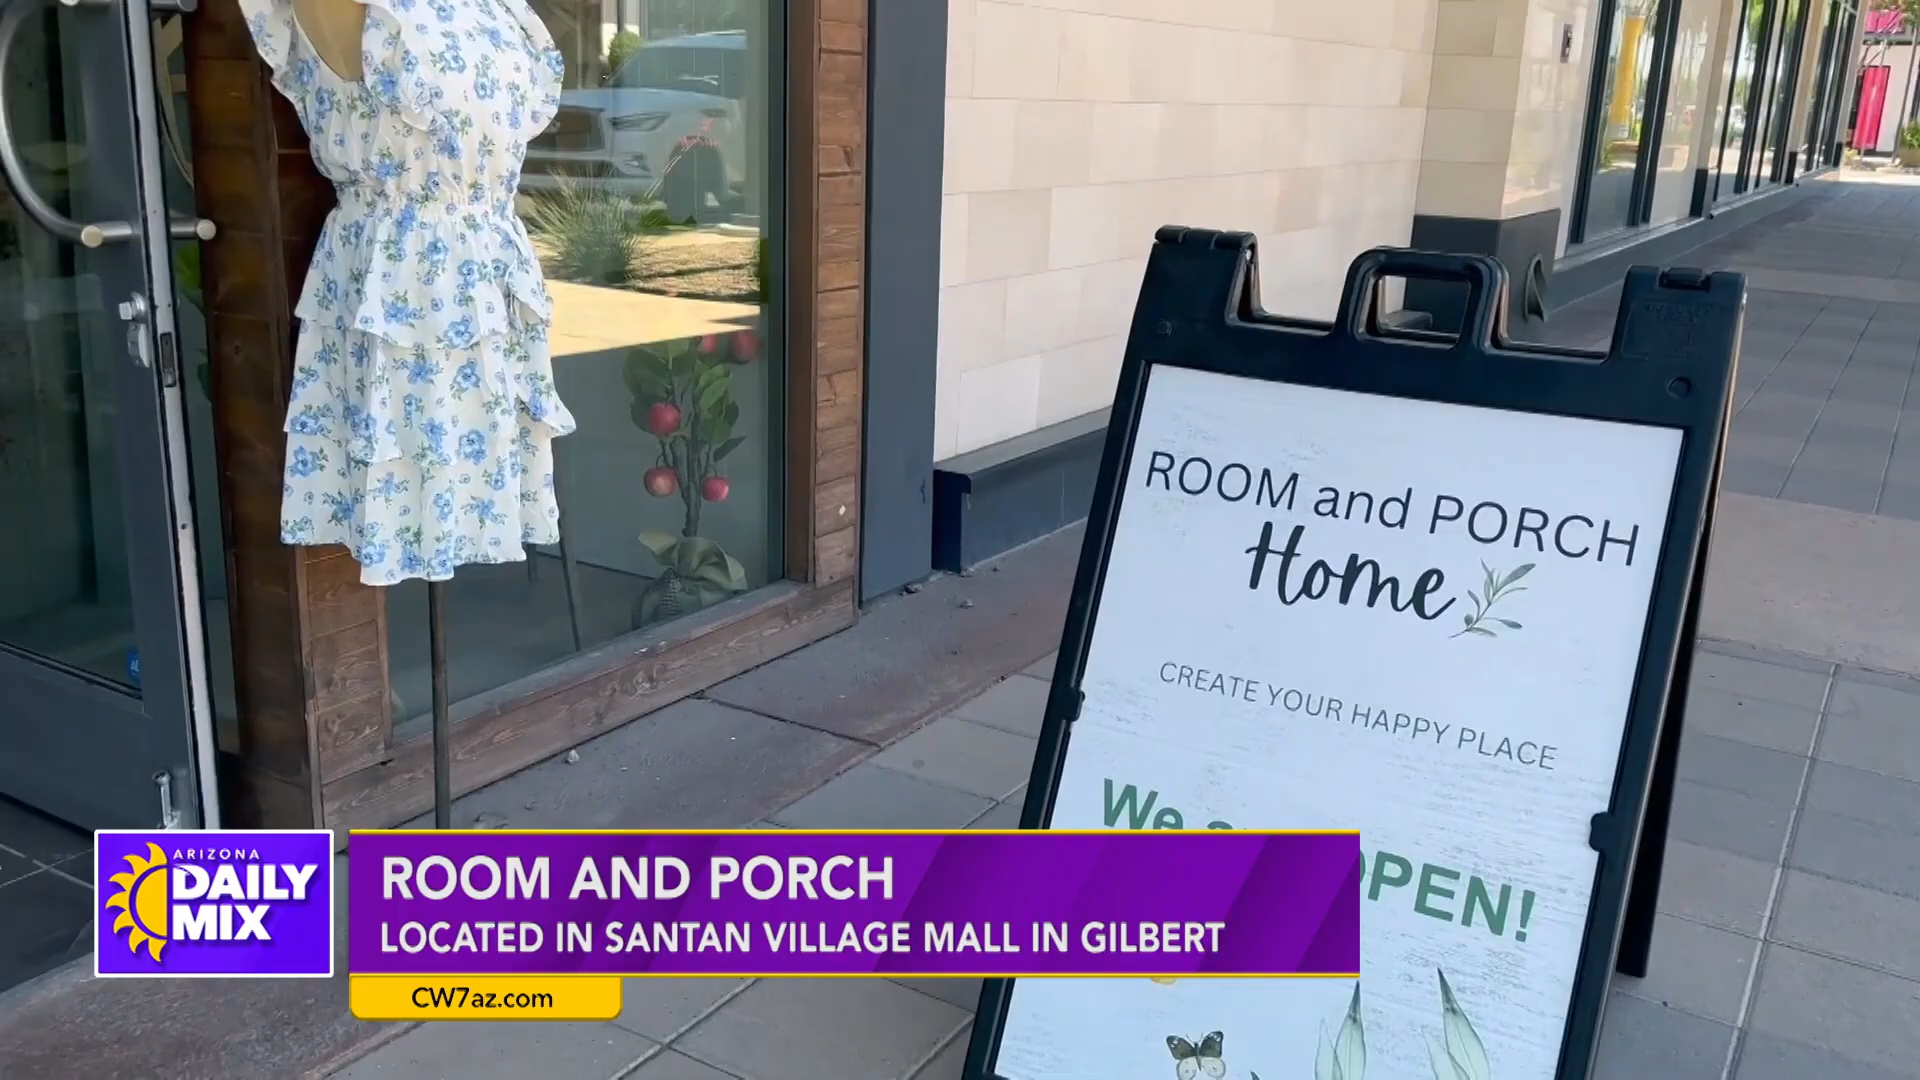 ROOM and PORCH
Home
CREATE YOUR HAPPY PLACE
We
OPEN!
ARIZONA
DAILY
MIX
ROOM AND PORCH
LOCATED IN SANTAN VILLAGE MALL IN GILBERT
CW7az.com